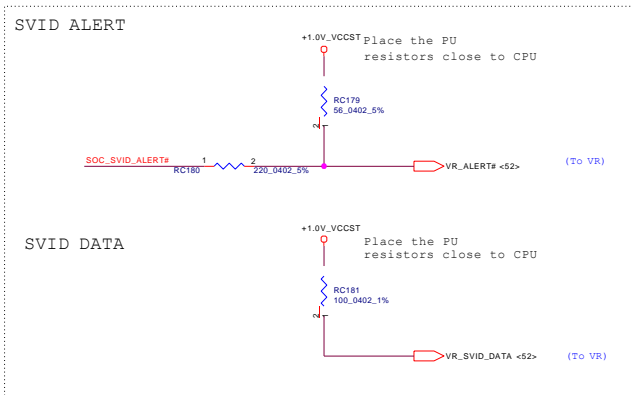 SVID ALERT
+1.0V_VCCST
Place the PU
resistors close to CPU
RC179
56_0402_5%
1
2
SOC_SVID_ALERT#
1
2
RC180
220_0402_5%
VR_ALERT# <52>
(To VR)
SVID DATA
+1.0V_VCCST
Place the PU
resistors close to CPU
RC181
100_0402_1%
1
2
VR_SVID_DATA <52>
(To VR)